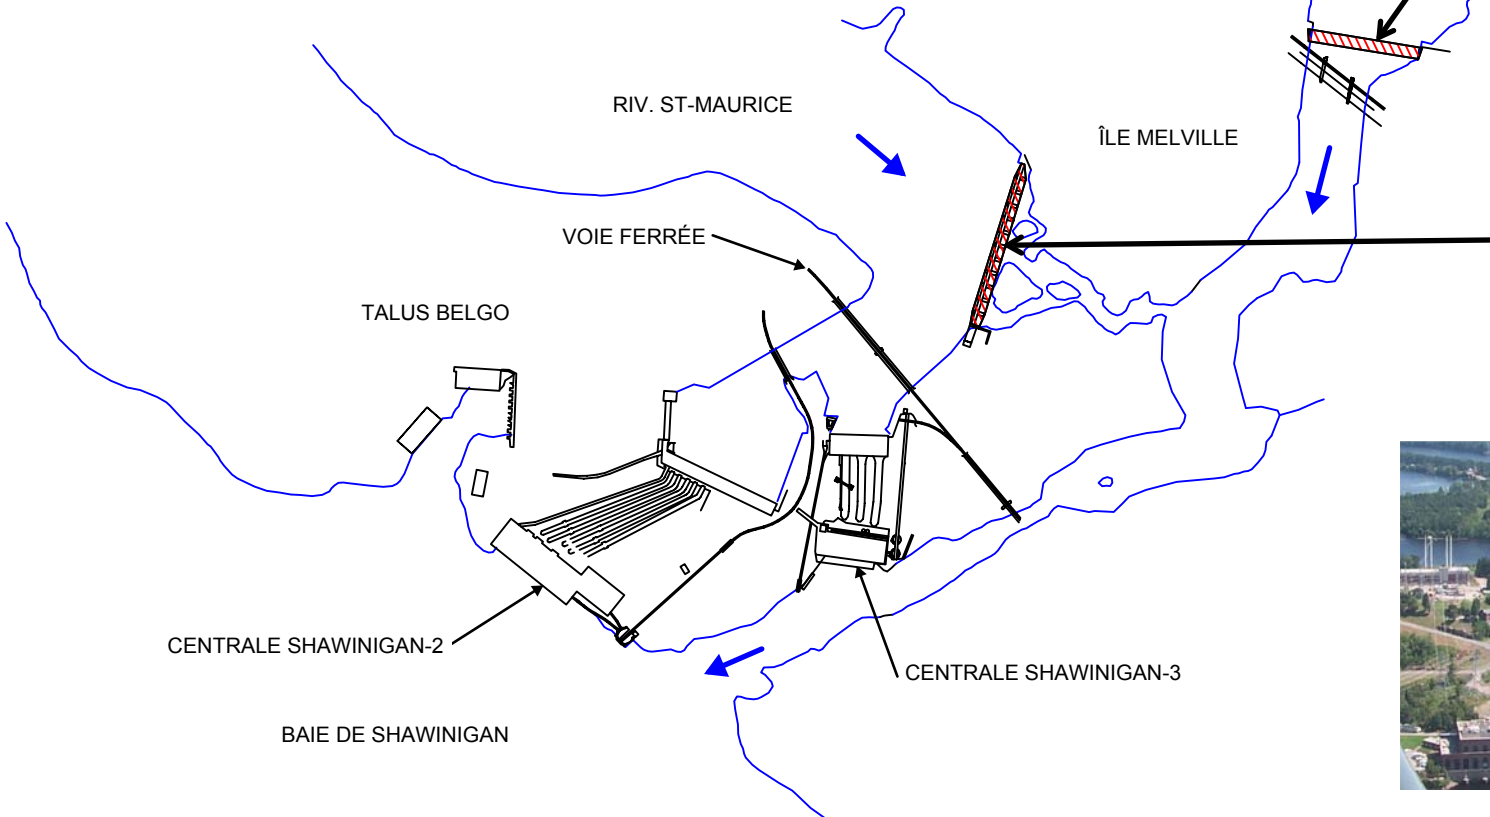 RIV. ST-MAURICE
ÎLE MELVILLE
VOIE FERRÉE
TALUS BELGO
CENTRALE SHAWINIGAN-2
CENTRALE SHAWINIGAN-3
BAIE DE SHAWINIGAN